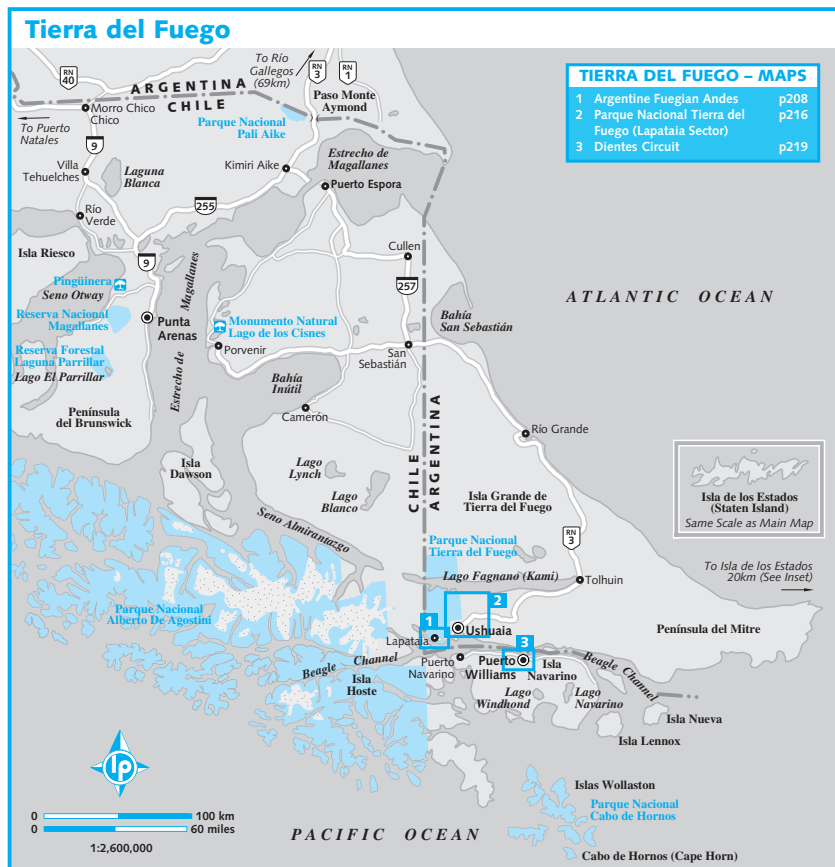 Tierra del Fuego
To Río
Gallegos
(69km)
RN
40
RN
3
RN
1
ARGENTINA
CHILE
Paso Monte
Aymond
TIERRA DEL FUEGO – MAPS
1 Argentine Fuegian Andes p208
2 Parque Nacional Tierra del p216
Fuego (Lapataia Sector)
3 Dientes Circuit p219
Morro Chico
Chico
To Puerto
Natales
Parque Nacional
Pali Aike
9
Villa
Tehuelches
Laguna
Blanca
Kimiri Aike
Estrecho de
Magallanes
Puerto Espora
255
Río
Verde
Isla Riesco
9
Cullen
257
Pingüinera
Seno Otway
Reserva Nacional
Magallanes
Punta
Arenas
Estrecho de Magallanes
Monumento Natural
Lago de los Cisnes
Porvenir
San
Sebastián
Bahía
San Sebastián
ATLANTIC OCEAN
Reserva Forestal
Laguna Parrillar
Lago El Parrillar
Península
del Brunswick
Bahía
Inútil
Camerón
CHILE
ARGENTINA
Río Grande
Isla
Dawson
Lago
Lynch
Lago
Blanco
Isla Grande de
Tierra del Fuego
Isla de los Estados
(Staten Island)
Same Scale as Main Map
Seno Almirantazgo
RN
3
Parque Nacional
Tierra del Fuego
Lago Fagnano (Kami)
Tolhuin
To Isla de los Estados
20km (See Inset)
Parque Nacional
Alberto De Agostini
1
2
Lapataia
Ushuaia
3
Península del Mitre
Beagle Channel
Puerto
Navarino
Puerto
Williams
Isla
Navarino
Beagle Channel
Isla
Hoste
Lago
Windhond
Lago
Navarino
Isla Nueva
Isla Lennox
lp
Islas Wollaston
Parque Nacional
Cabo de Hornos
0 100 km
0 60 miles
1:2,600,000
PACIFIC OCEAN
Cabo de Hornos (Cape Horn)